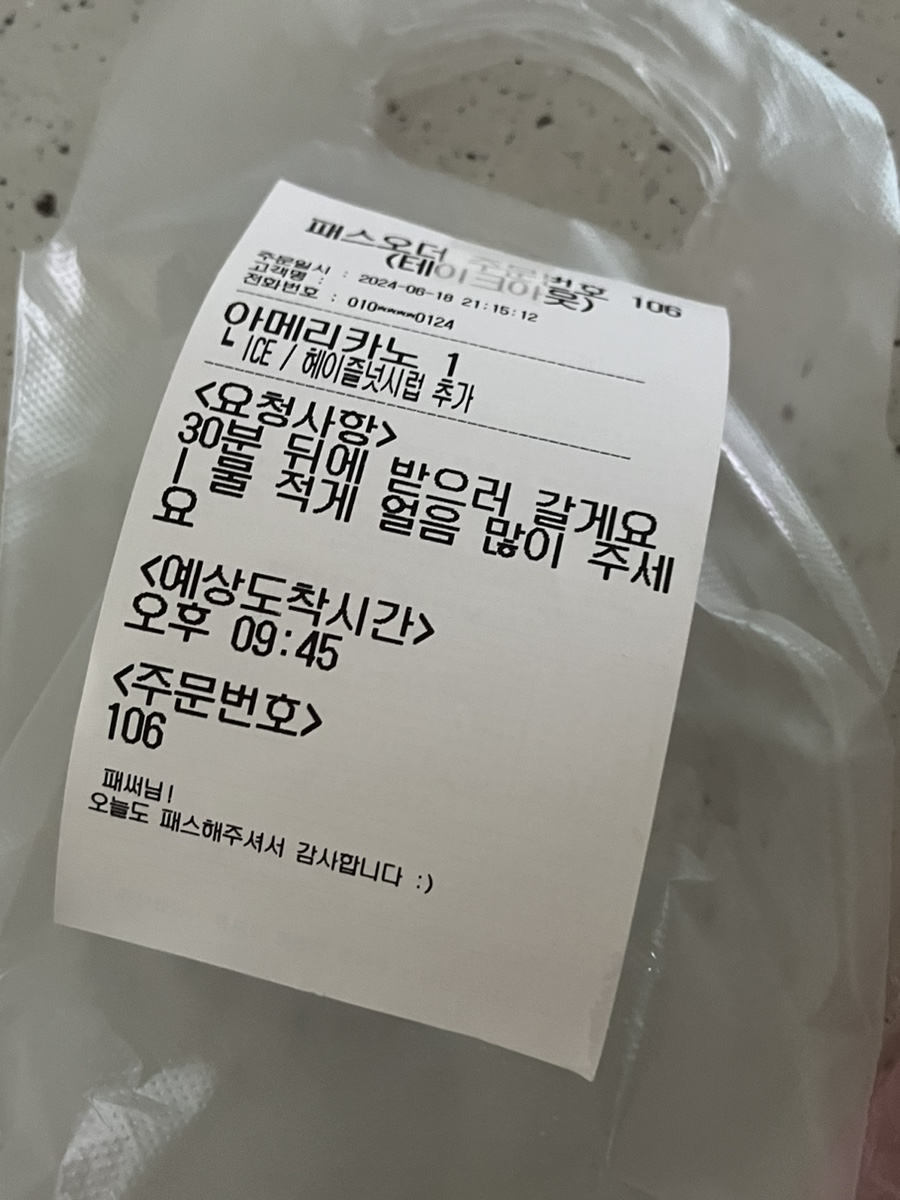 패스오더 주문번호 106
(테이크아웃)
주문일시 : 2024-06-18 21:15:12
고객명 :
전화번호 : 010****0124
아메리카노 1
ICE / 헤이즐넛시럽 추가
<요청사항>
30분 뒤에 받으러 갈게요
| 물 적게 얼음 많이 주세
요
<예상도착시간>
오후 09:45
<주문번호>
106
패써님!
오늘도 패스해주셔서 감사합니다 :)